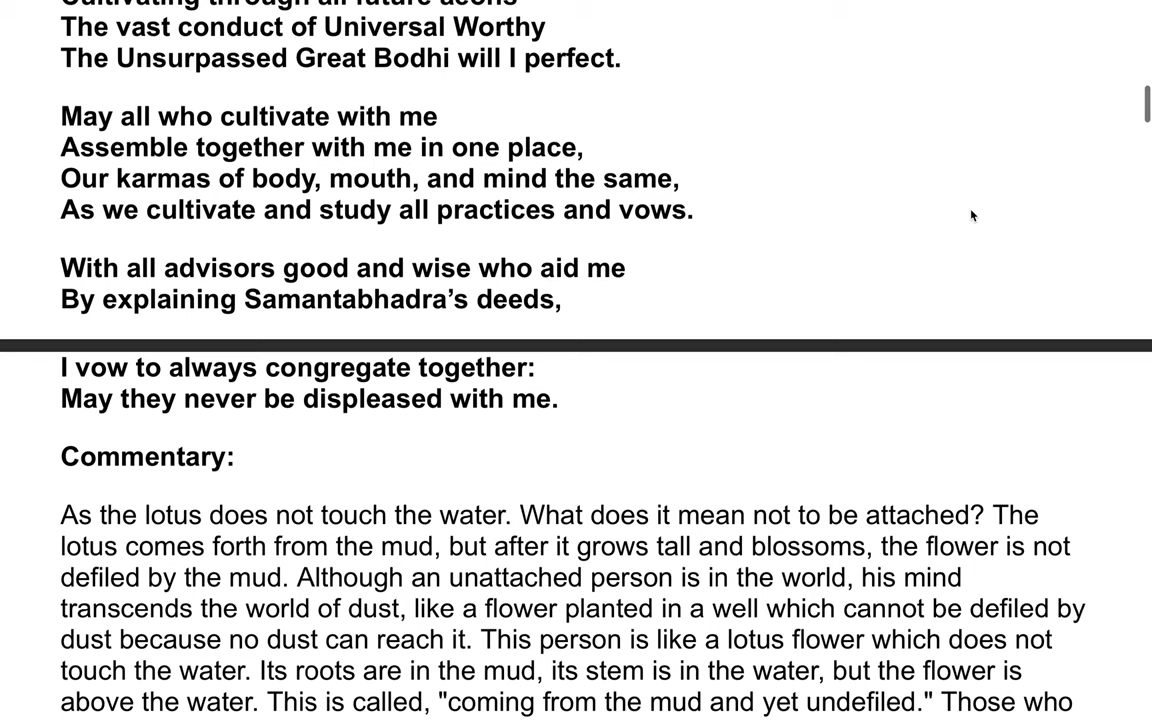 Cultivating through all future aeons
The vast conduct of Universal Worthy
The Unsurpassed Great Bodhi will I perfect.
May all who cultivate with me
Assemble together with me in one place,
Our karmas of body, mouth, and mind the same,
As we cultivate and study all practices and vows.
With all advisors good and wise who aid me
By explaining Samantabhadra’s deeds,
I vow to always congregate together:
May they never be displeased with me.
Commentary:
As the lotus does not touch the water. What does it mean not to be attached? The
lotus comes forth from the mud, but after it grows tall and blossoms, the flower is not
defiled by the mud. Although an unattached person is in the world, his mind
transcends the world of dust, like a flower planted in a well which cannot be defiled by
dust because no dust can reach it. This person is like a lotus flower which does not
touch the water. Its roots are in the mud, its stem is in the water, but the flower is
above the water. This is called, "coming from the mud and yet undefiled." Those who